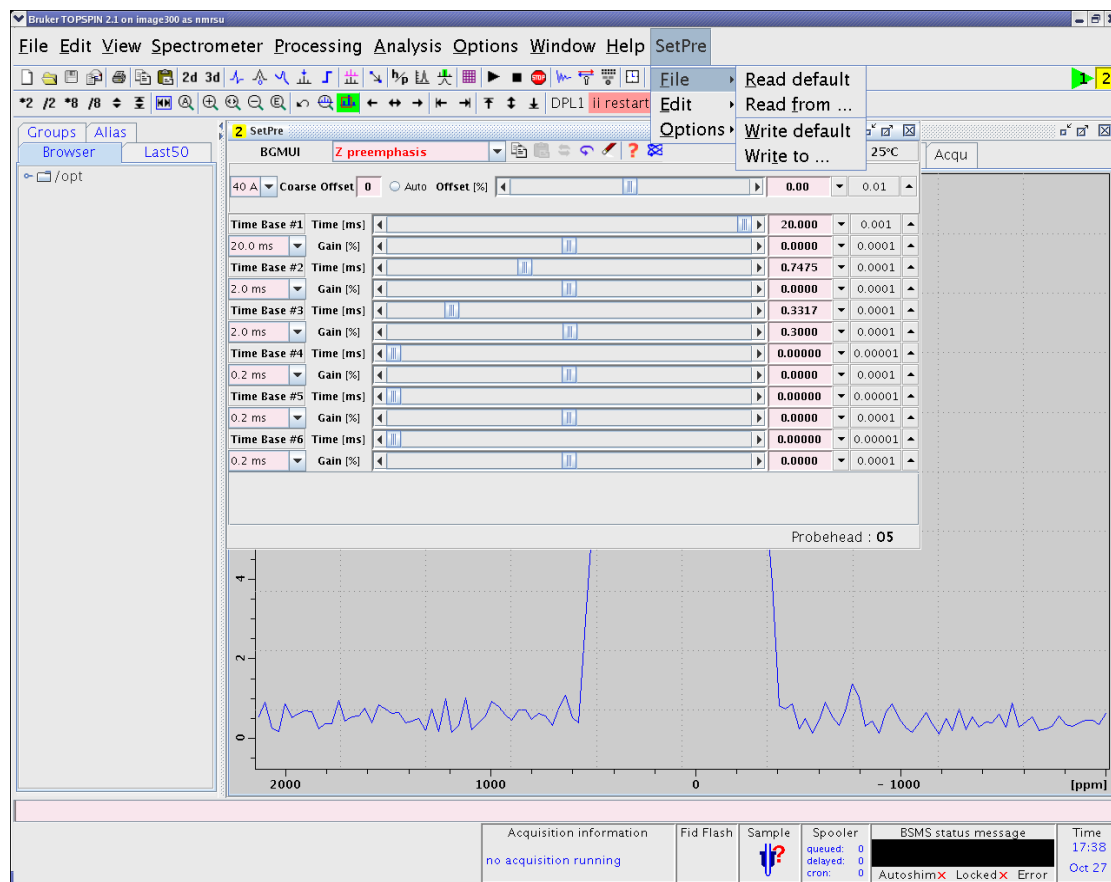 Bruker TOPSPIN 2.1 on image300 as nmrsu
File Edit View Spectrometer Processing Analysis Options Window Help SetPre
2d 3d
1 2
*2 /2 *8 /8 DPL1 ii restart
File
Edit
Options
Read default
Read from ...
Write default
Write to ...
Groups Alias
Browser Last50
/opt
2 SetPre
BGMUI Z preemphasis ? 25°C Acqu
40 A Coarse Offset 0 Auto Offset [%] 0.00 0.01
Time Base #1 Time [ms] 20.000 0.001
20.0 ms Gain [%] 0.0000 0.0001
Time Base #2 Time [ms] 0.7475 0.0001
2.0 ms Gain [%] 0.0000 0.0001
Time Base #3 Time [ms] 0.3317 0.0001
2.0 ms Gain [%] 0.3000 0.0001
Time Base #4 Time [ms] 0.00000 0.00001
0.2 ms Gain [%] 0.0000 0.0001
Time Base #5 Time [ms] 0.00000 0.00001
0.2 ms Gain [%] 0.0000 0.0001
Time Base #6 Time [ms] 0.00000 0.00001
0.2 ms Gain [%] 0.0000 0.0001
Probehead : 05
4
2
0
2000 1000 0 - 1000 [ppm]
Acquisition information Fid Flash Sample Spooler BSMS status message Time
no acquisition running
queued: 0
delayed: 0
cron: 0
?
Autoshim Locked Error
17:38
Oct 27